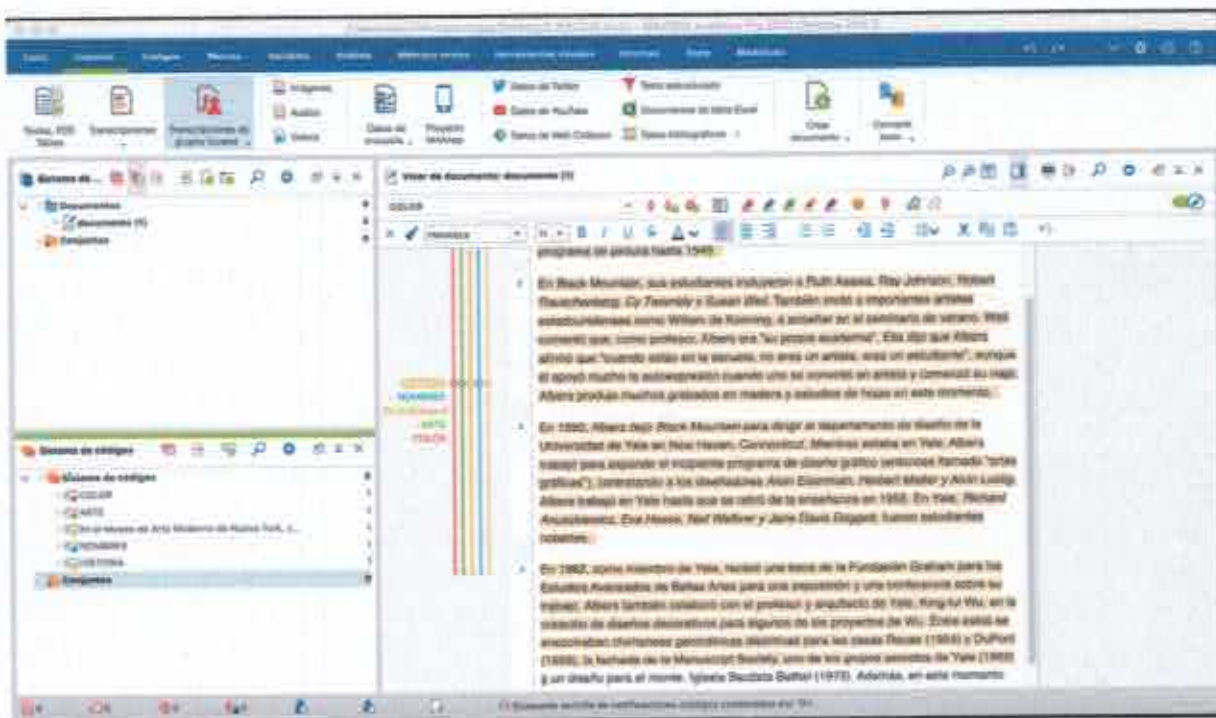 Inicio Importar Códigos Memos Variables Análisis Métodos mixtos Herramientas visuales Informes Stats MAXDictio
Imágenes Datos de Twitter Texto estructurado
Audios Datos de YouTube Documentos de tabla Excel
Videos Datos de Web Collector Datos bibliográficos
Textos, PDF, Tablas
Transcripciones
Transcripciones de grupos focales
Datos de encuesta
Proyecto MAXApp
Crear documento
Convertir texto
Sistema de ...
Documentos
documento (1)
Conjuntos
Visor de documento: documento (1)
COLOR
Helvetica
programa de pintura hasta 1949.
En Black Mountain, sus estudiantes incluyeron a Ruth Asawa, Ray Johnson, Robert
Rauschenberg, Cy Twombly y Susan Weil. También invitó a importantes artistas
estadounidenses como Willem de Kooning, a enseñar en el seminario de verano. Weil
comentó que, como profesor, Albers era "su propia academia". Ella dijo que Albers
afirmó que "cuando estás en la escuela, no eres un artista, eres un estudiante", aunque
él apoyó mucho la autoexpresión cuando uno se convirtió en artista y comenzó su viaje.
Albers produjo muchos grabados en madera y estudios de hojas en este momento.
En 1950, Albers dejó Black Mountain para dirigir el departamento de diseño de la
Universidad de Yale en New Haven, Connecticut. Mientras estaba en Yale, Albers
trabajó para expandir el incipiente programa de diseño gráfico (entonces llamado "artes
gráficas"), contratando a los diseñadores Alvin Eisenman, Herbert Matter y Alvin Lustig.
Albers trabajó en Yale hasta que se retiró de la enseñanza en 1958. En Yale, Richard
Anuszkiewicz, Eva Hesse, Neil Welliver y Jane Davis Doggett, fueron estudiantes
notables.
En 1962, como miembro de Yale, recibió una beca de la Fundación Graham para los
Estudios Avanzados de Bellas Artes para una exposición y una conferencia sobre su
trabajo. Albers también colaboró con el profesor y arquitecto de Yale, King-lui Wu, en la
creación de diseños decorativos para algunos de los proyectos de Wu. Entre estos se
encontraban chimeneas geométricas distintivas para las casas Rouse (1954) y DuPont
(1959), la fachada de la Manuscript Society, uno de los grupos secretos de Yale (1962)
y un diseño para el monte. Iglesia Bautista Bethel (1973). Además, en este momento
HISTORIA
NOMBRES
ARTE
COLOR
Sistema de códigos
Sistema de códigos
COLOR
ARTE
En el Museo de Arte Moderno de Nueva York, s...
NOMBRES
HISTORIA
Conjuntos